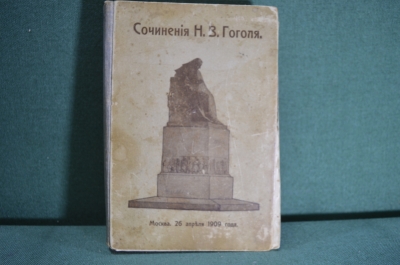 Сочиненія Н. З. Гоголя.
Москва. 26 апрѣля 1909 года.